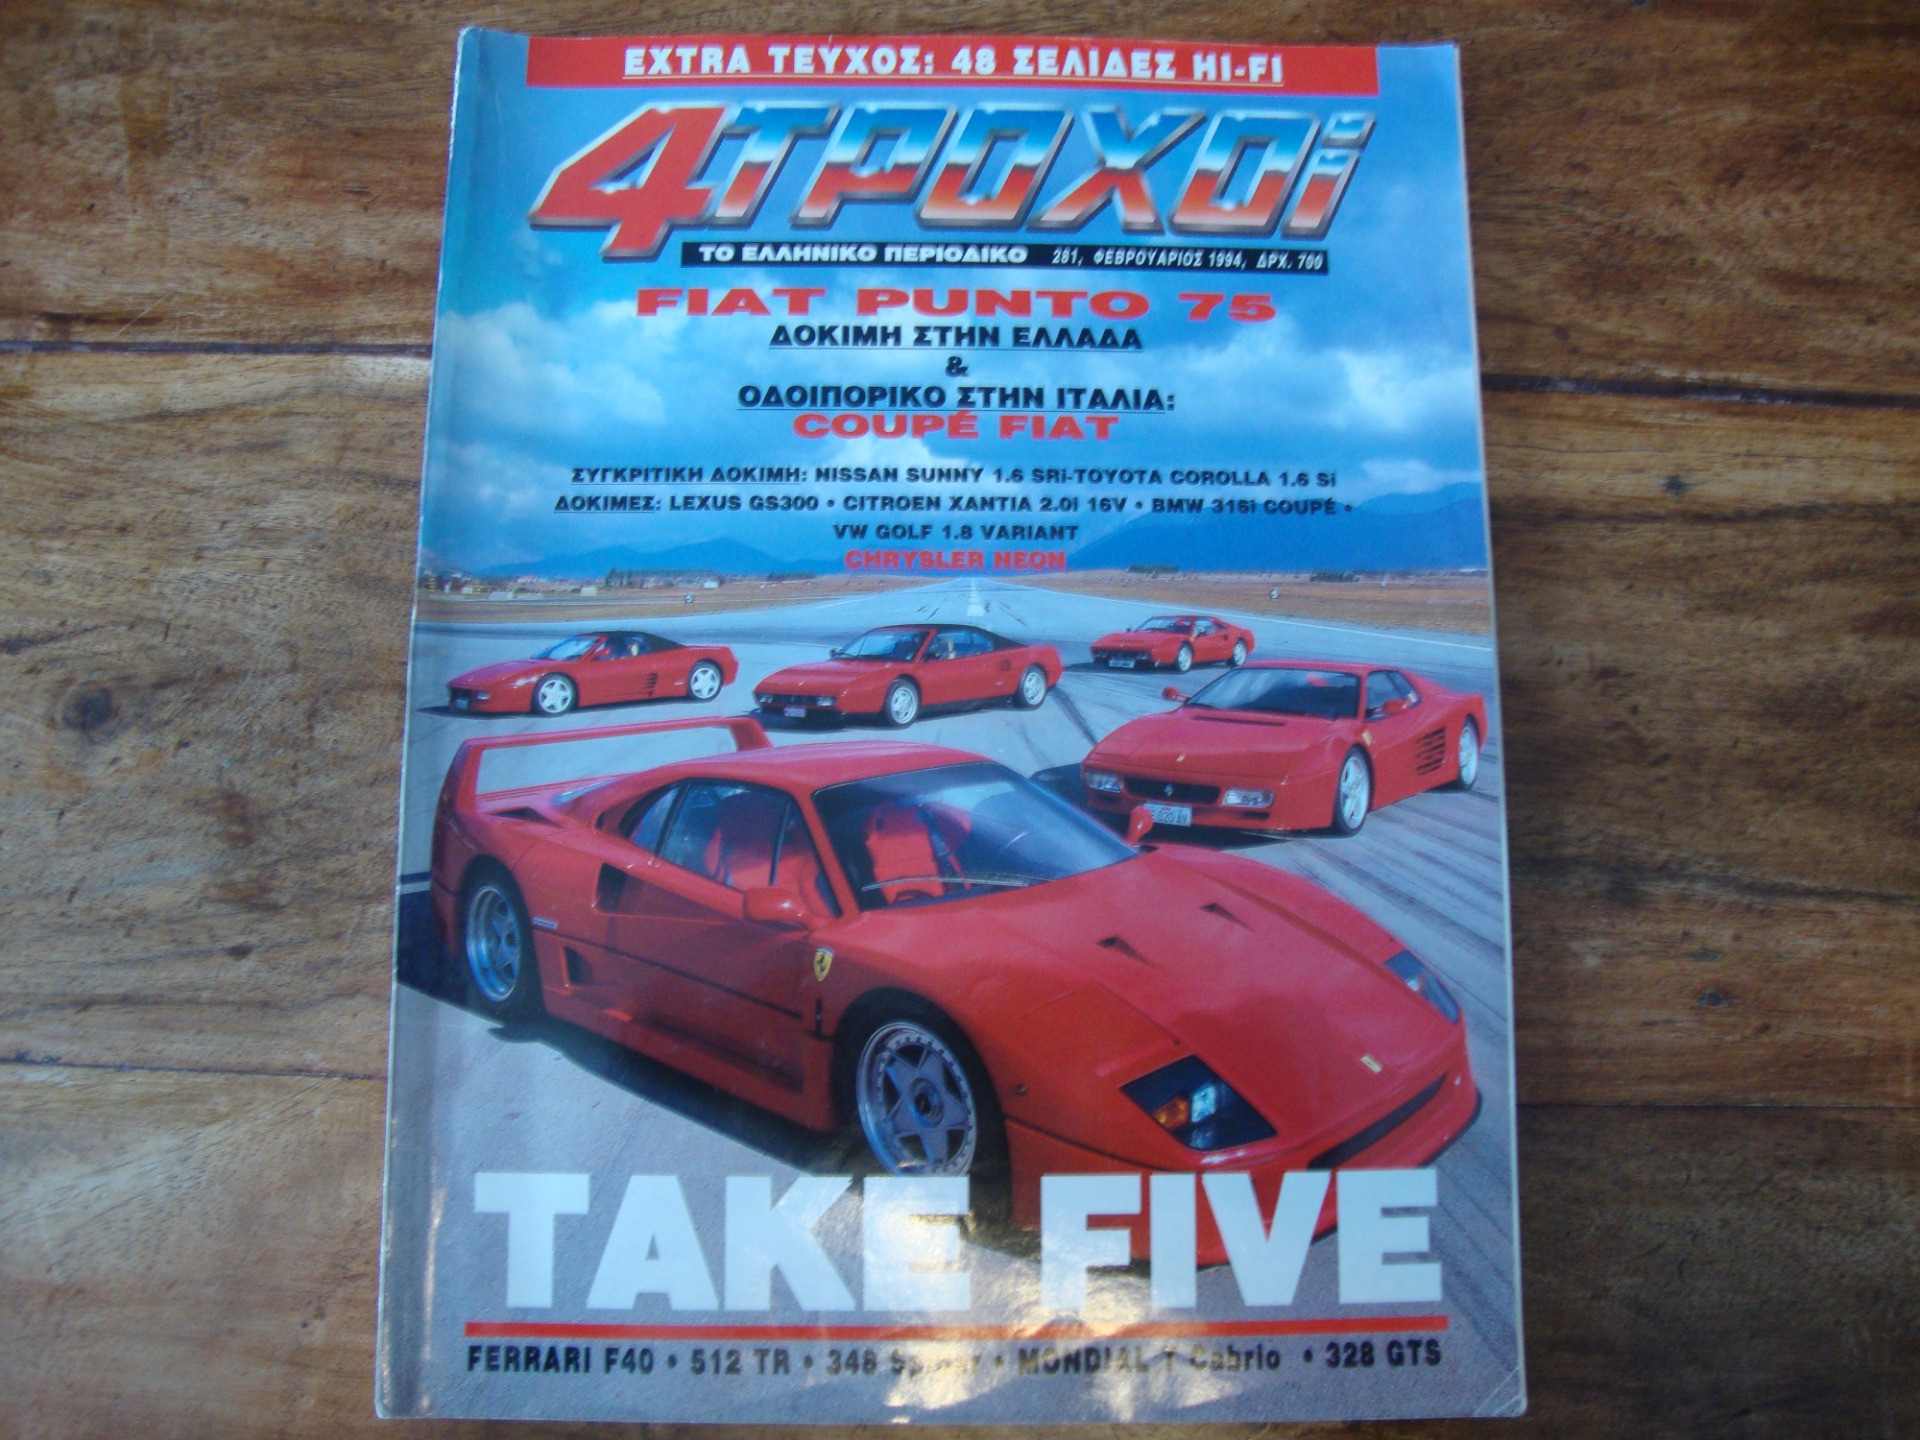 EXTRA ΤΕΥΧΟΣ: 48 ΣΕΛΙΔΕΣ HI-FI
4ΤΡΟΧΟί
ΤΟ ΕΛΛΗΝΙΚΟ ΠΕΡΙΟΔΙΚΟ 281, ΦΕΒΡΟΥΑΡΙΟΣ 1994, ΔΡΧ. 700
FIAT PUNTO 75
ΔΟΚΙΜΗ ΣΤΗΝ ΕΛΛΑΔΑ
&
ΟΔΟΙΠΟΡΙΚΟ ΣΤΗΝ ΙΤΑΛΙΑ:
COUPÉ FIAT
ΣΥΓΚΡΙΤΙΚΗ ΔΟΚΙΜΗ: NISSAN SUNNY 1.6 SRi-TOYOTA COROLLA 1.6 Si
ΔΟΚΙΜΕΣ: LEXUS GS300 • CITROEN XANTIA 2.0i 16V • BMW 316i COUPÉ •
VW GOLF 1.8 VARIANT
CHRYSLER NEON
TAKE FIVE
FERRARI F40 • 512 TR • 348 Spider • MONDIAL T Cabrio • 328 GTS